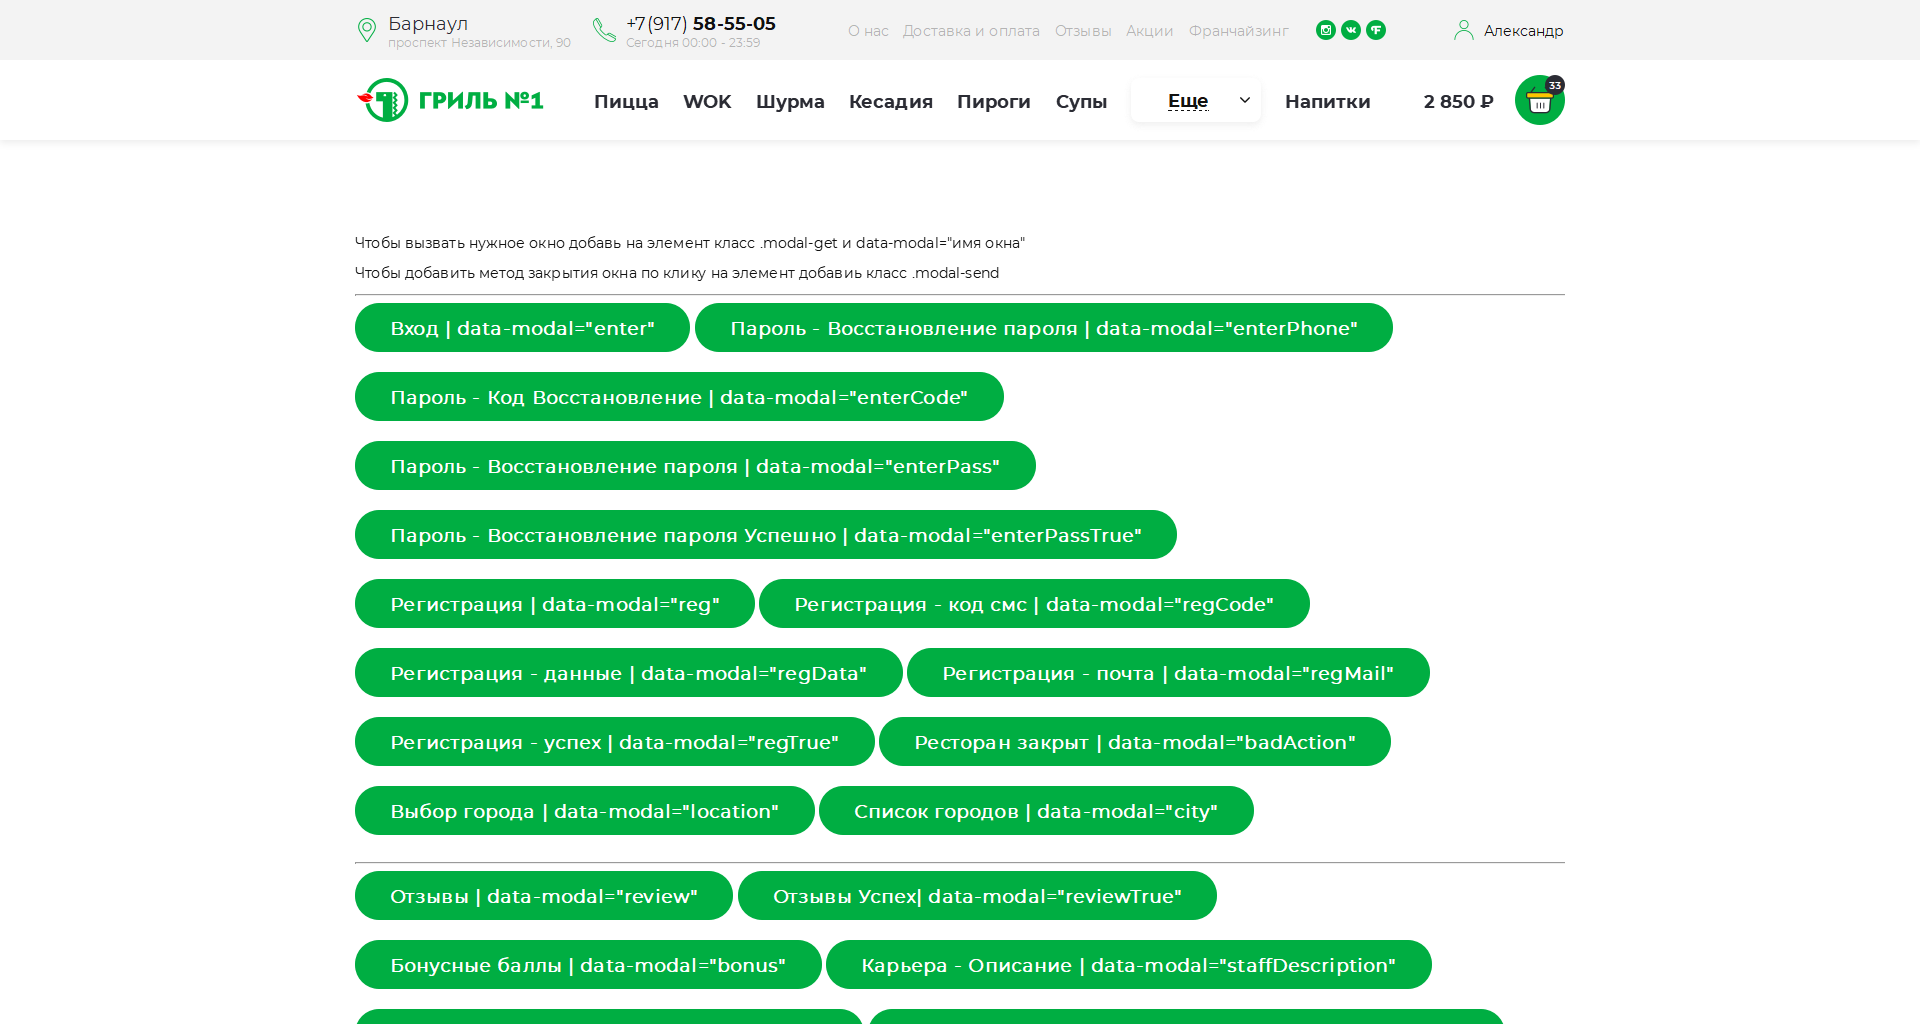 Барнаул
проспект Независимости, 90
+7(917) 58-55-05
Сегодня 00:00 - 23:59
О нас Доставка и оплата Отзывы Акции Франчайзинг
Александр
ГРИЛЬ №1
Пицца WOK Шурма Кесадия Пироги Супы Еще Напитки
2 850 ₽
33
Чтобы вызвать нужное окно добавь на элемент класс .modal-get и data-modal="имя окна"
Чтобы добавить метод закрытия окна по клику на элемент добавиь класс .modal-send
Вход | data-modal="enter" Пароль - Восстановление пароля | data-modal="enterPhone"
Пароль - Код Восстановление | data-modal="enterCode"
Пароль - Восстановление пароля | data-modal="enterPass"
Пароль - Восстановление пароля Успешно | data-modal="enterPassTrue"
Регистрация | data-modal="reg" Регистрация - код смс | data-modal="regCode"
Регистрация - данные | data-modal="regData" Регистрация - почта | data-modal="regMail"
Регистрация - успех | data-modal="regTrue" Ресторан закрыт | data-modal="badAction"
Выбор города | data-modal="location" Список городов | data-modal="city"
Отзывы | data-modal="review" Отзывы Успех| data-modal="reviewTrue"
Бонусные баллы | data-modal="bonus" Карьера - Описание | data-modal="staffDescription"